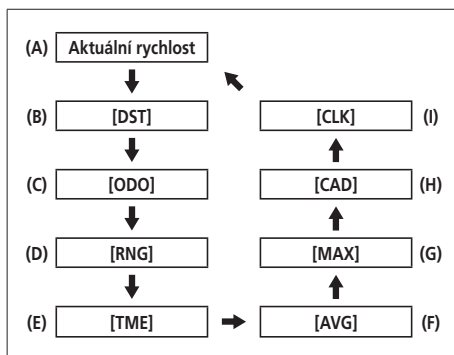 (A) Aktuální rychlost
(B) [DST] [CLK] (I)
(C) [ODO] [CAD] (H)
(D) [RNG] [MAX] (G)
(E) [TME] [AVG] (F)